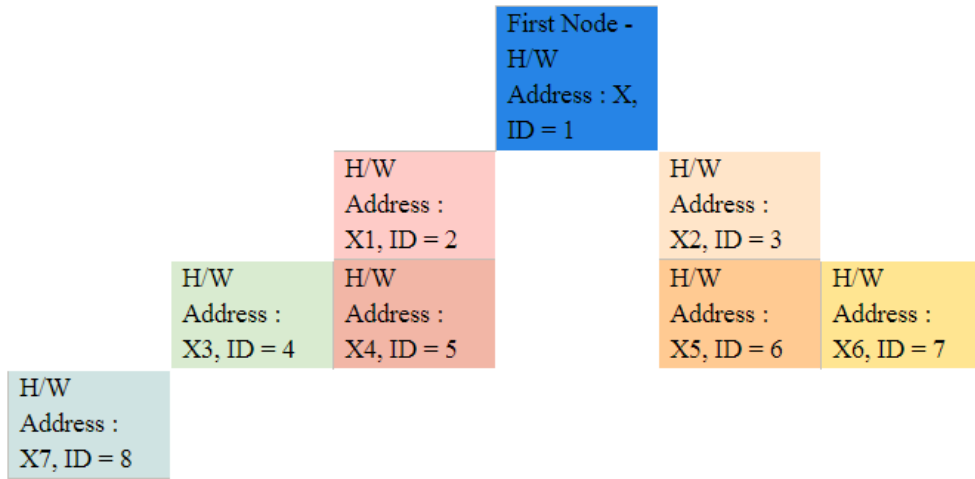 First Node -
H/W
Address : X,
ID = 1
H/W
Address :
X1, ID = 2
H/W
Address :
X2, ID = 3
H/W
Address :
X3, ID = 4
H/W
Address :
X4, ID = 5
H/W
Address :
X5, ID = 6
H/W
Address :
X6, ID = 7
H/W
Address :
X7, ID = 8